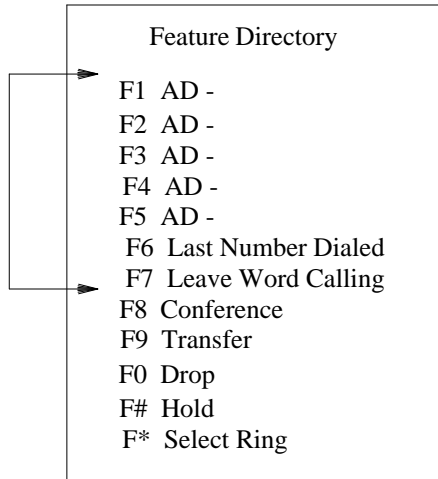 Feature Directory
F1 AD -
F2 AD -
F3 AD -
F4 AD -
F5 AD -
F6 Last Number Dialed
F7 Leave Word Calling
F8 Conference
F9 Transfer
F0 Drop
F# Hold
F* Select Ring